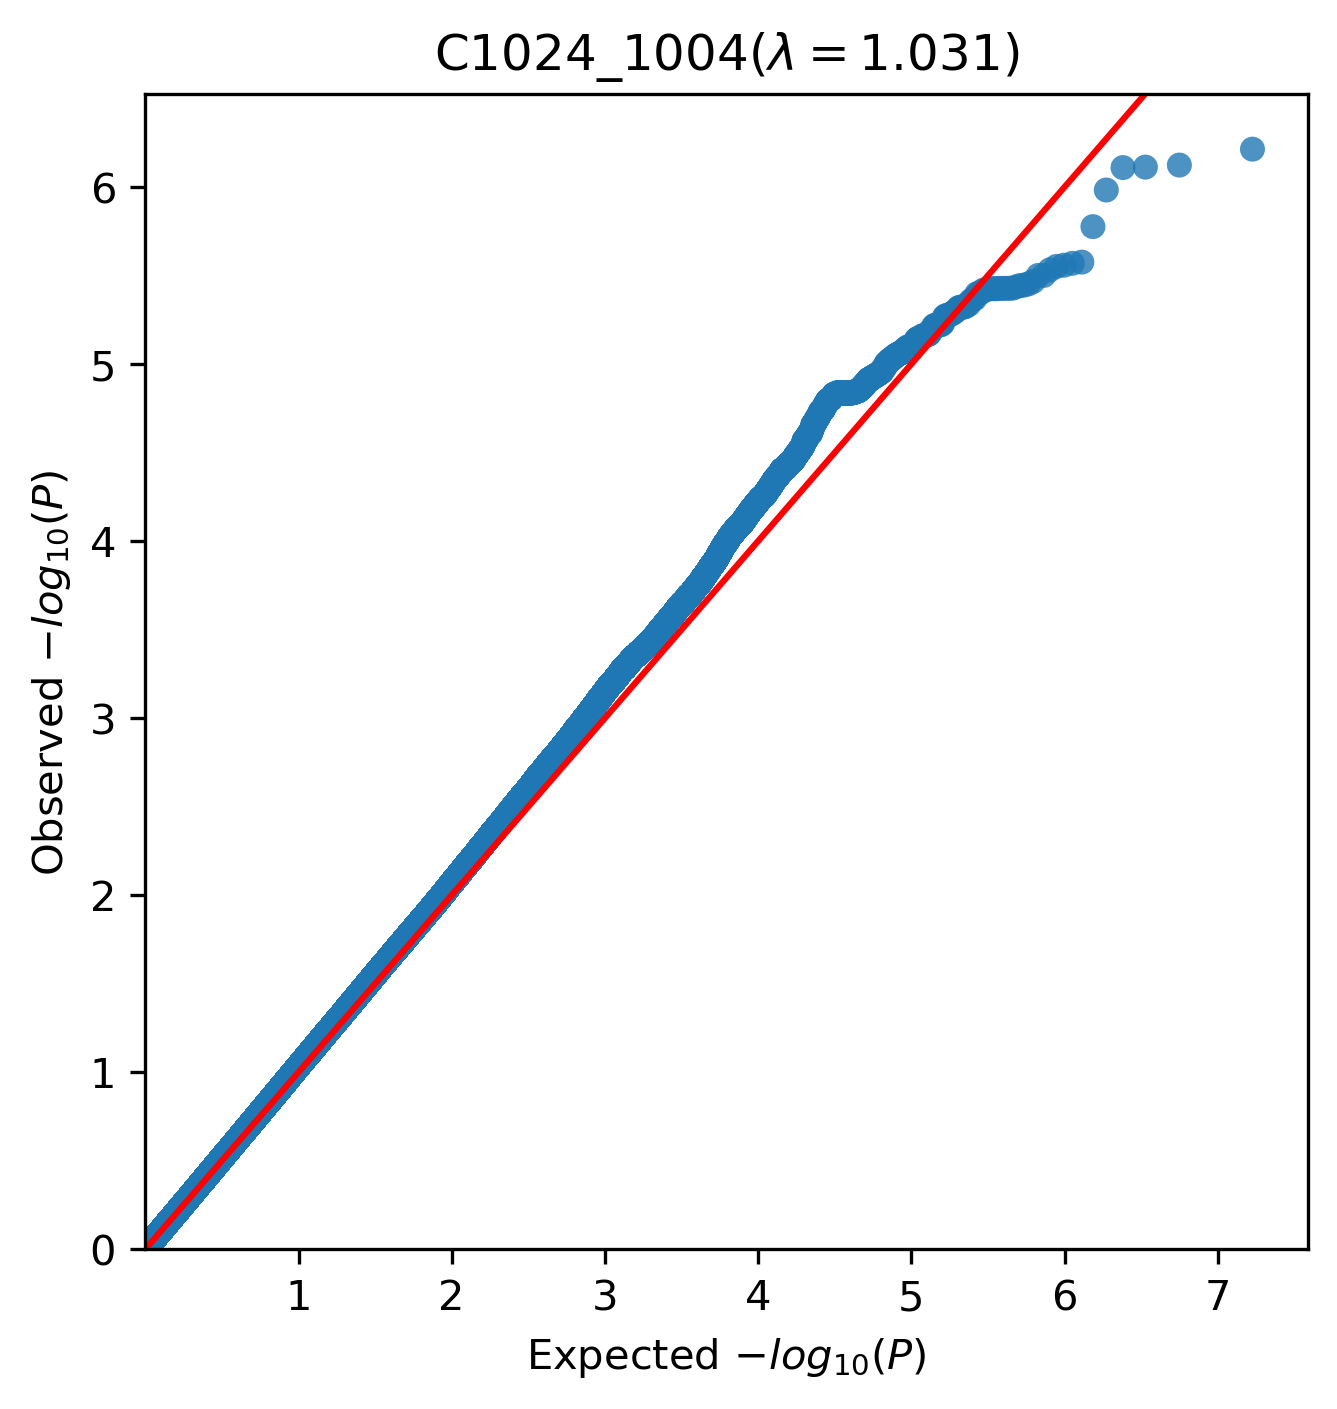 C1024_1004(λ = 1.031)
Observed −log₁₀(P)
6
5
4
3
2
1
0
1 2 3 4 5 6 7
Expected −log₁₀(P)